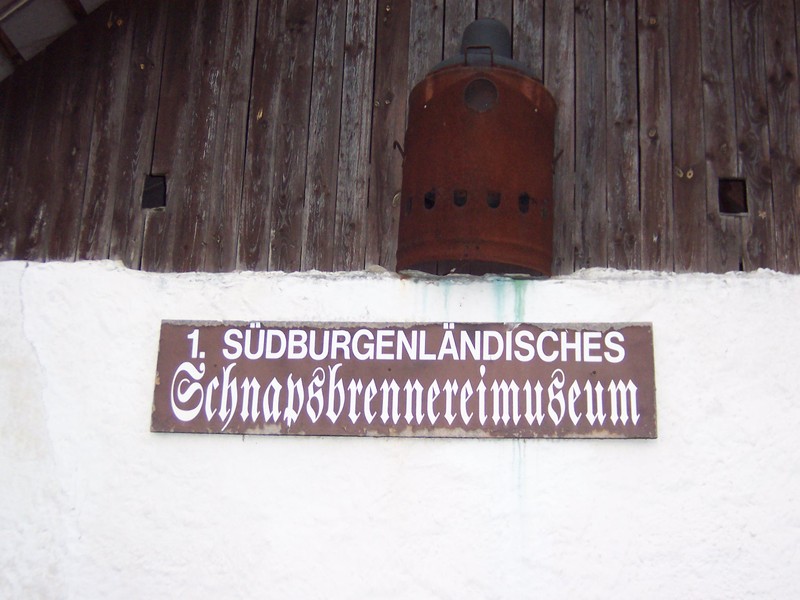 1. SÜDBURGENLÄNDISCHES
Schnapsbrennereimuseum